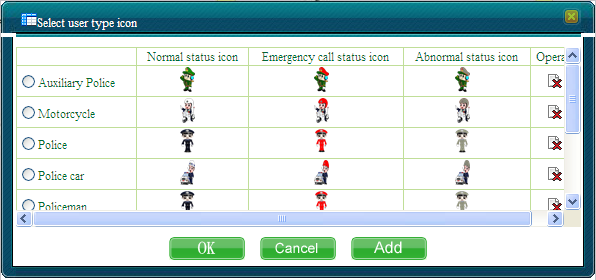 Select user type icon
Normal status icon Emergency call status icon Abnormal status icon Opera
Auxiliary Police
Motorcycle
Police
Police car
Policeman
OK Cancel Add